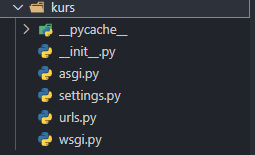 kurs
__pycache__
__init__.py
asgi.py
settings.py
urls.py
wsgi.py